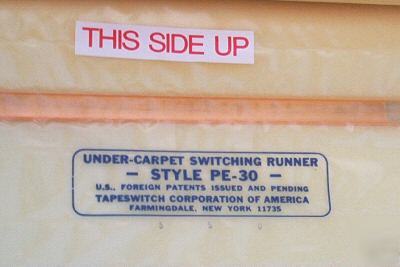 THIS SIDE UP
UNDER-CARPET SWITCHING RUNNER
— STYLE PE-30 —
U.S., FOREIGN PATENTS ISSUED AND PENDING
TAPESWITCH CORPORATION OF AMERICA
FARMINGDALE, NEW YORK 11735